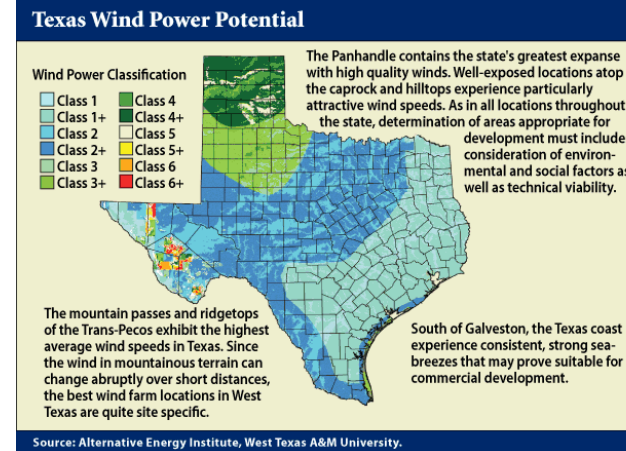 Texas Wind Power Potential
The Panhandle contains the state's greatest expanse
with high quality winds. Well-exposed locations atop
the caprock and hilltops experience particularly
attractive wind speeds. As in all locations throughout
the state, determination of areas appropriate for
development must include
consideration of environ-
mental and social factors as
well as technical viability.
Wind Power Classification
Class 1
Class 1+
Class 2
Class 2+
Class 3
Class 3+
Class 4
Class 4+
Class 5
Class 5+
Class 6
Class 6+
The mountain passes and ridgetops
of the Trans-Pecos exhibit the highest
average wind speeds in Texas. Since
the wind in mountainous terrain can
change abruptly over short distances,
the best wind farm locations in West
Texas are quite site specific.
South of Galveston, the Texas coast
experience consistent, strong sea-
breezes that may prove suitable for
commercial development.
Source: Alternative Energy Institute, West Texas A&M University.